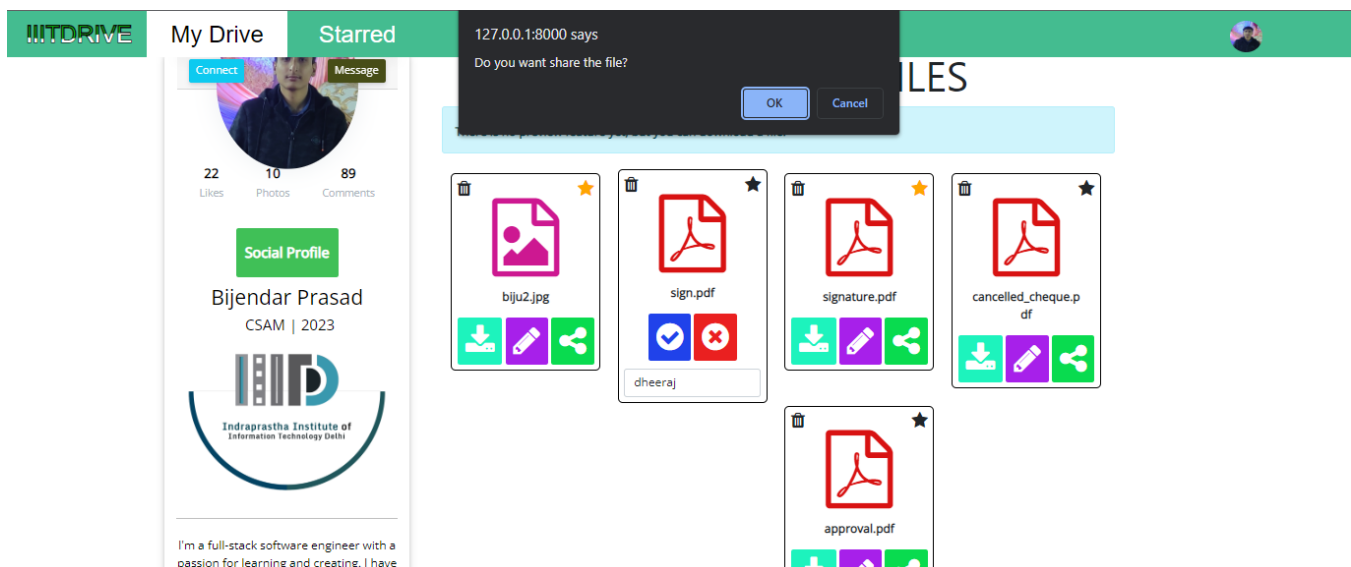 IIITDRIVE
My Drive
Starred
127.0.0.1:8000 says
Do you want share the file?
OK
Cancel
Connect
Message
22
10
89
Likes
Photos
Comments
Social Profile
Bijendar Prasad
CSAM | 2023
IIID
Indraprastha Institute of
Information Technology Delhi
I'm a full-stack software engineer with a
passion for learning and creating. I have
ILES
biju2.jpg
sign.pdf
dheeraj
signature.pdf
cancelled_cheque.p
df
approval.pdf